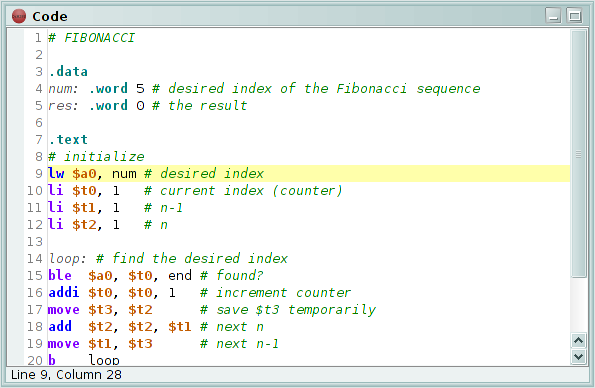 Code
1 # FIBONACCI
2
3 .data
4 num: .word 5 # desired index of the Fibonacci sequence
5 res: .word 0 # the result
6
7 .text
8 # initialize
9 lw $a0, num # desired index
10 li $t0, 1   # current index (counter)
11 li $t1, 1   # n-1
12 li $t2, 1   # n
13
14 loop: # find the desired index
15 ble  $a0, $t0, end # found?
16 addi $t0, $t0, 1   # increment counter
17 move $t3, $t2      # save $t3 temporarily
18 add  $t2, $t2, $t1 # next n
19 move $t1, $t3      # next n-1
20 b    loop
Line 9, Column 28